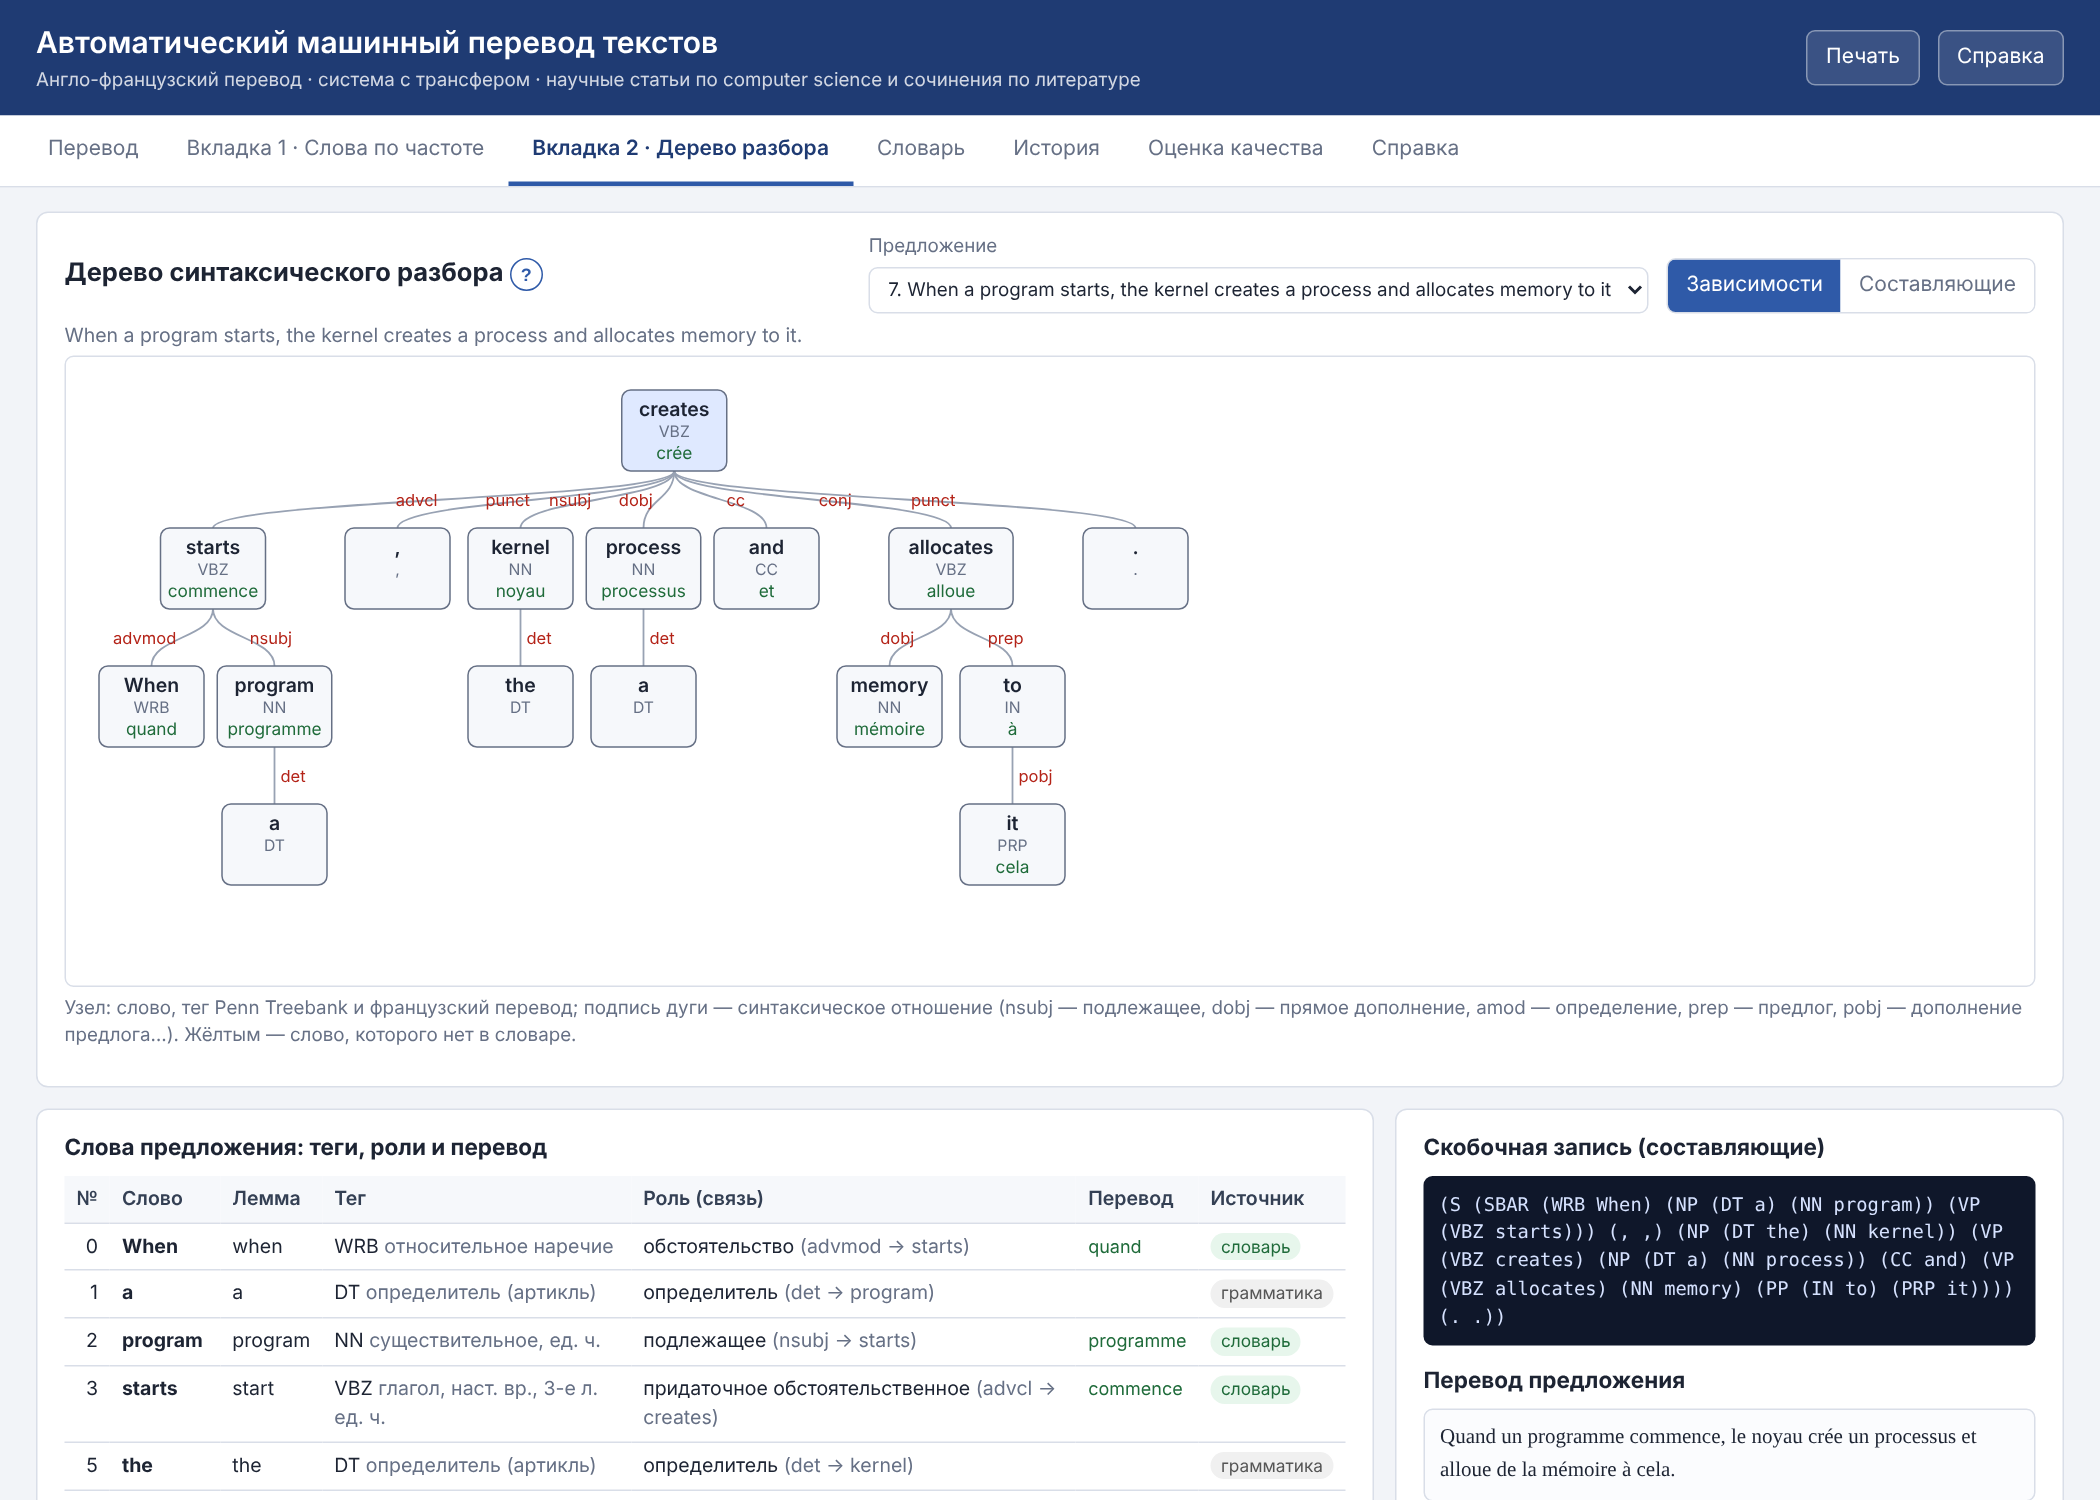 Автоматический машинный перевод текстов
Англо-французский перевод · система с трансфером · научные статьи по computer science и сочинения по литературе
Печать
Справка
Перевод
Вкладка 1 · Слова по частоте
Вкладка 2 · Дерево разбора
Словарь
История
Оценка качества
Справка
Дерево синтаксического разбора ?
Предложение
7. When a program starts, the kernel creates a process and allocates memory to it
Зависимости
Составляющие
When a program starts, the kernel creates a process and allocates memory to it.
creates
VBZ
crée
advcl punct nsubj dobj cc conj punct
starts , kernel process and allocates .
VBZ , NN NN CC VBZ .
commence noyau processus et alloue
advmod nsubj det det dobj prep
When program the a memory to
WRB NN DT DT NN IN
quand programme mémoire à
det pobj
a it
DT PRP
cela
Узел: слово, тег Penn Treebank и французский перевод; подпись дуги — синтаксическое отношение (nsubj — подлежащее, dobj — прямое дополнение, amod — определение, prep — предлог, pobj — дополнение
предлога...). Жёлтым — слово, которого нет в словаре.
Слова предложения: теги, роли и перевод
№ Слово Лемма Тег Роль (связь) Перевод Источник
0 When when WRB относительное наречие обстоятельство (advmod → starts) quand словарь
1 a a DT определитель (артикль) определитель (det → program) грамматика
2 program program NN существительное, ед. ч. подлежащее (nsubj → starts) programme словарь
3 starts start VBZ глагол, наст. вр., 3-е л. придаточное обстоятельственное (advcl → commence словарь
ед. ч. creates)
5 the the DT определитель (артикль) определитель (det → kernel) грамматика
Скобочная запись (составляющие)
(S (SBAR (WRB When) (NP (DT a) (NN program)) (VP
(VBZ starts))) (, ,) (NP (DT the) (NN kernel)) (VP
(VBZ creates) (NP (DT a) (NN process)) (CC and) (VP
(VBZ allocates) (NN memory) (PP (IN to) (PRP it))))
(. .))
Перевод предложения
Quand un programme commence, le noyau crée un processus et
alloue de la mémoire à cela.